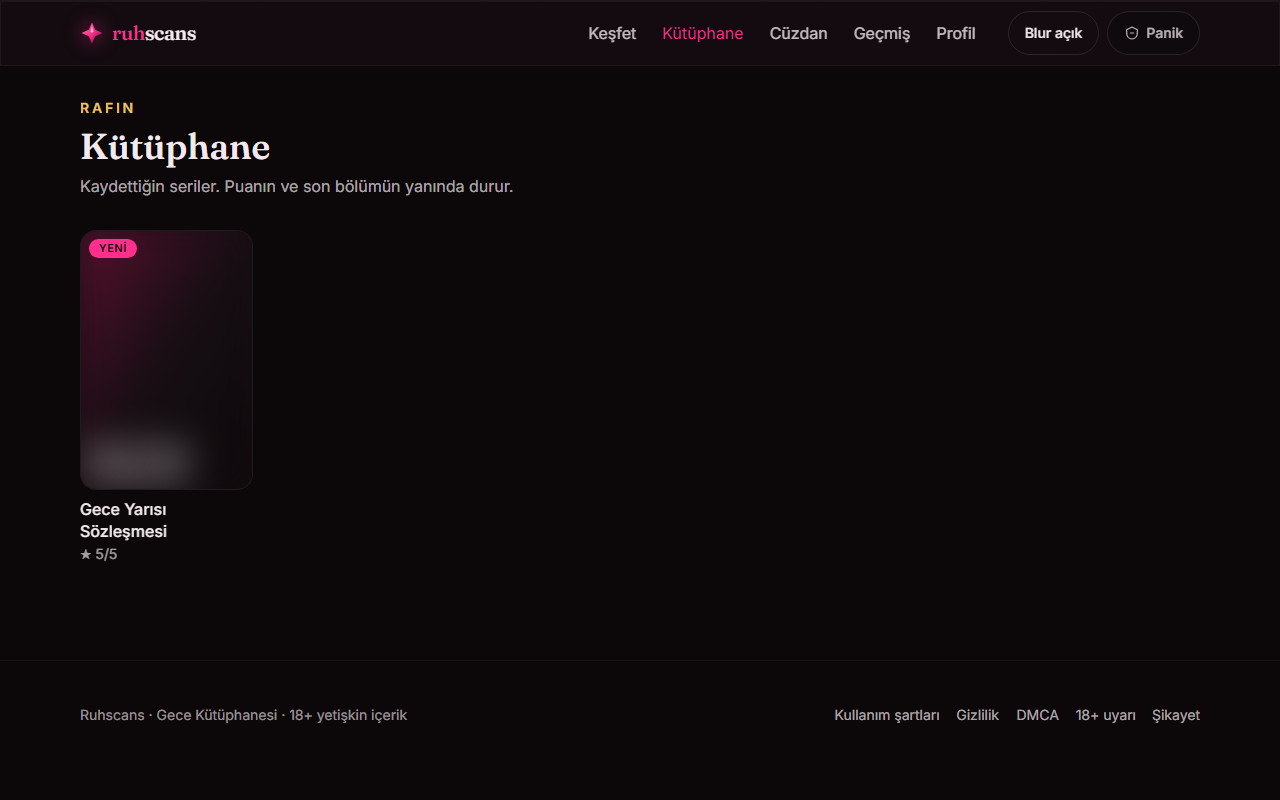 ruhscans
Keşfet
Kütüphane
Cüzdan
Geçmiş
Profil
Blur açık
Panik
RAFIN
Kütüphane
Kaydettiğin seriler. Puanın ve son bölümün yanında durur.
YENİ
Gece Yarısı
Sözleşmesi
★ 5/5
Ruhscans · Gece Kütüphanesi · 18+ yetişkin içerik
Kullanım şartları
Gizlilik
DMCA
18+ uyarı
Şikayet